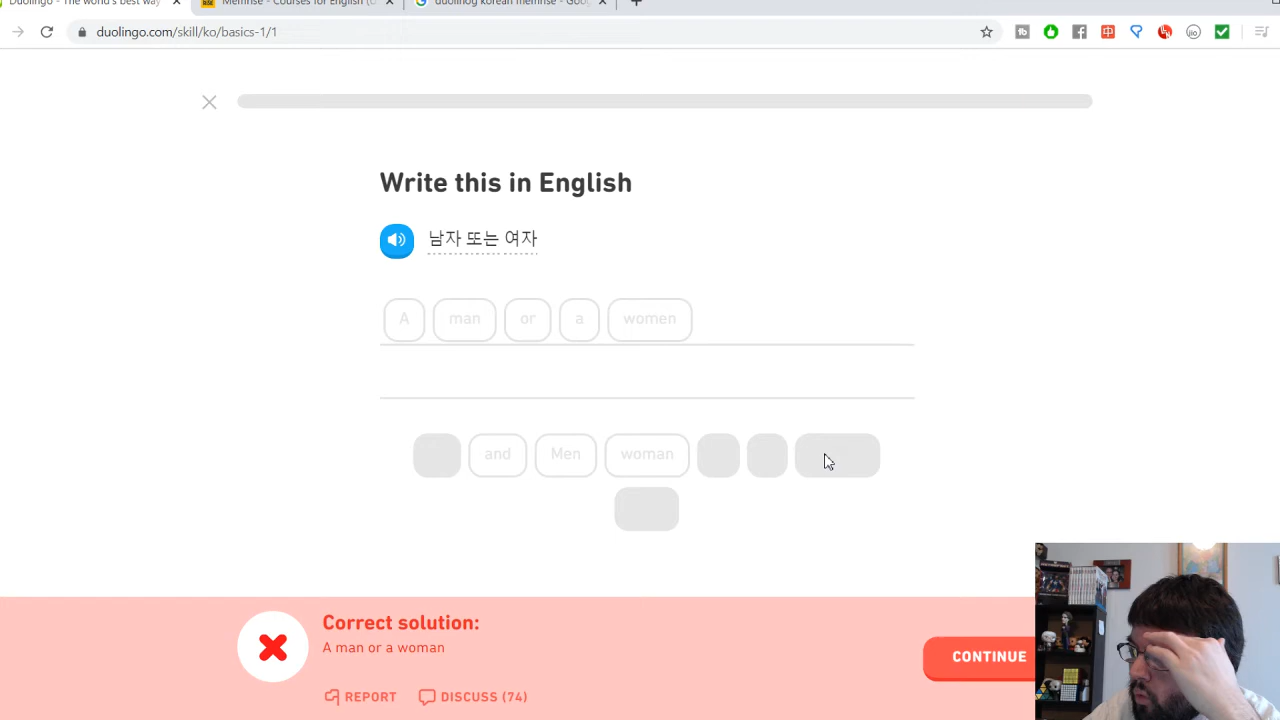 Duolingo - The world's best way
Memrise - Courses for English (
duolinog korean memrise - Goo
duolingo.com/skill/ko/basics-1/1
Write this in English
남자 또는 여자
A man or a women
and Men woman
Correct solution:
A man or a woman
REPORT DISCUSS (74)
CONTINUE